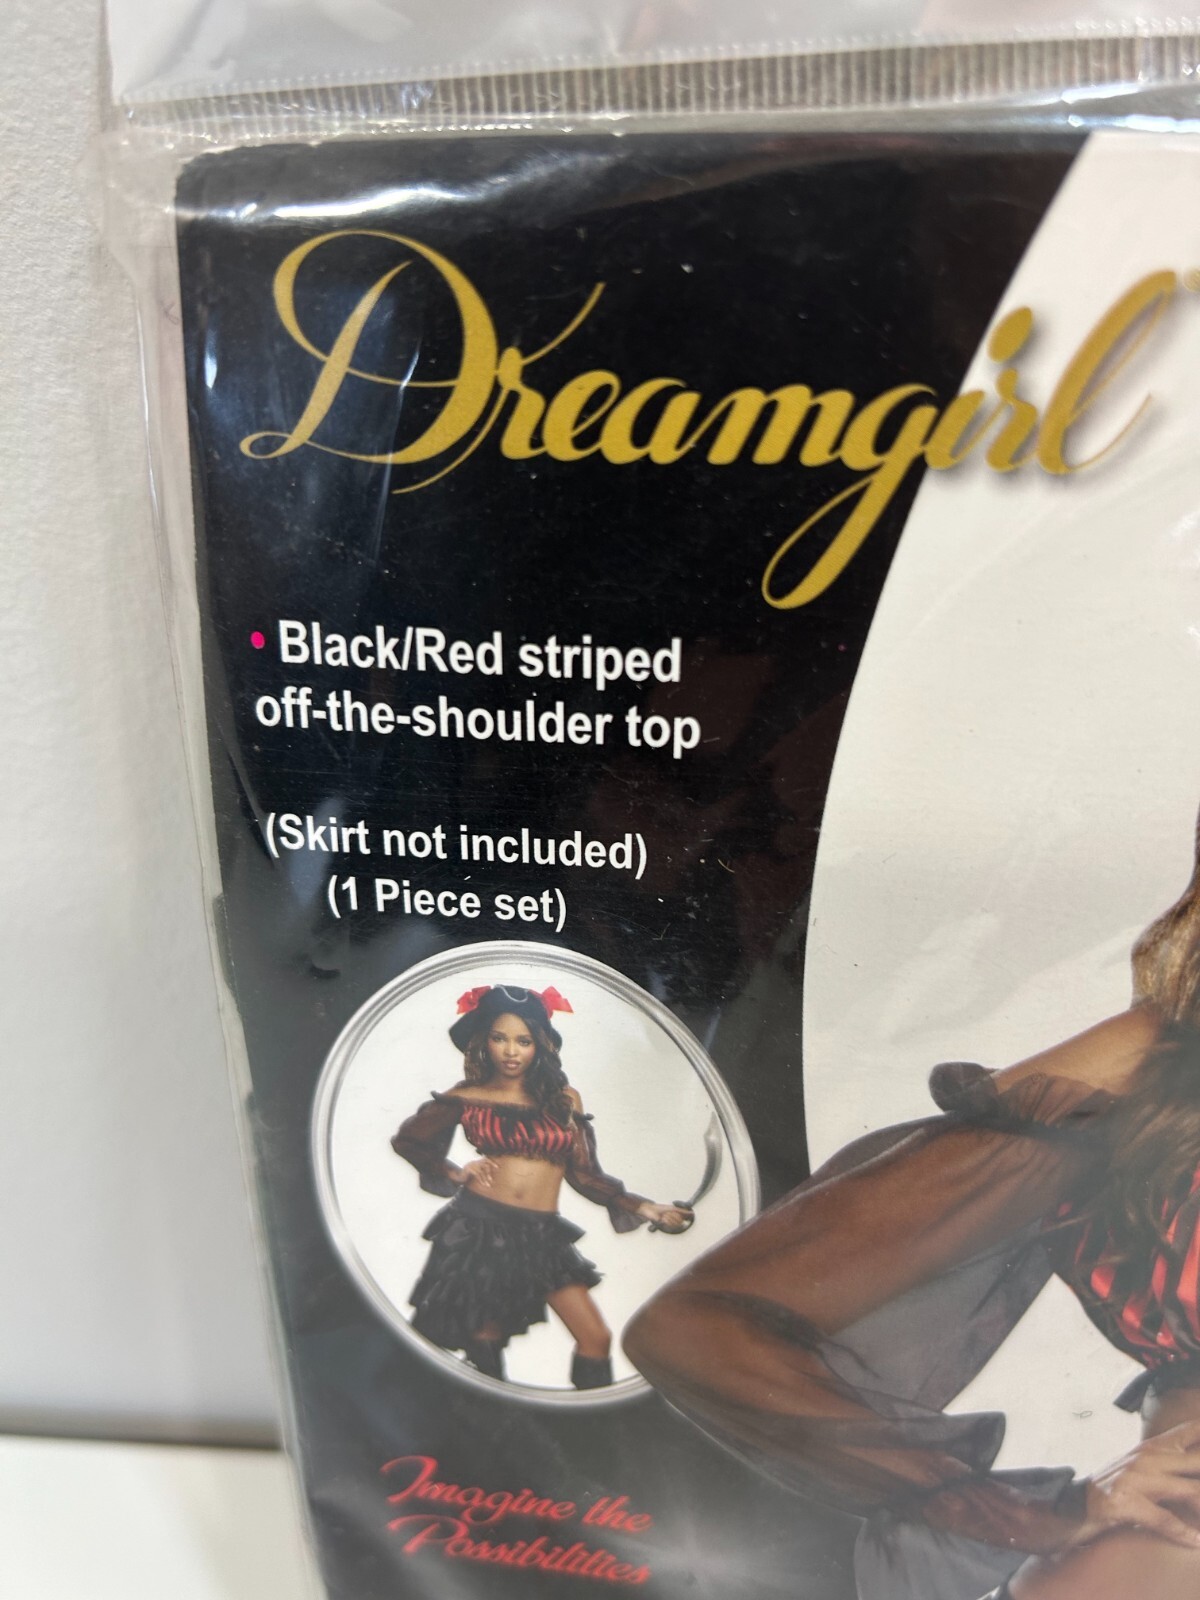 Dreamgirl
• Black/Red striped
off-the-shoulder top
(Skirt not included)
(1 Piece set)
Imagine the
Possibilities